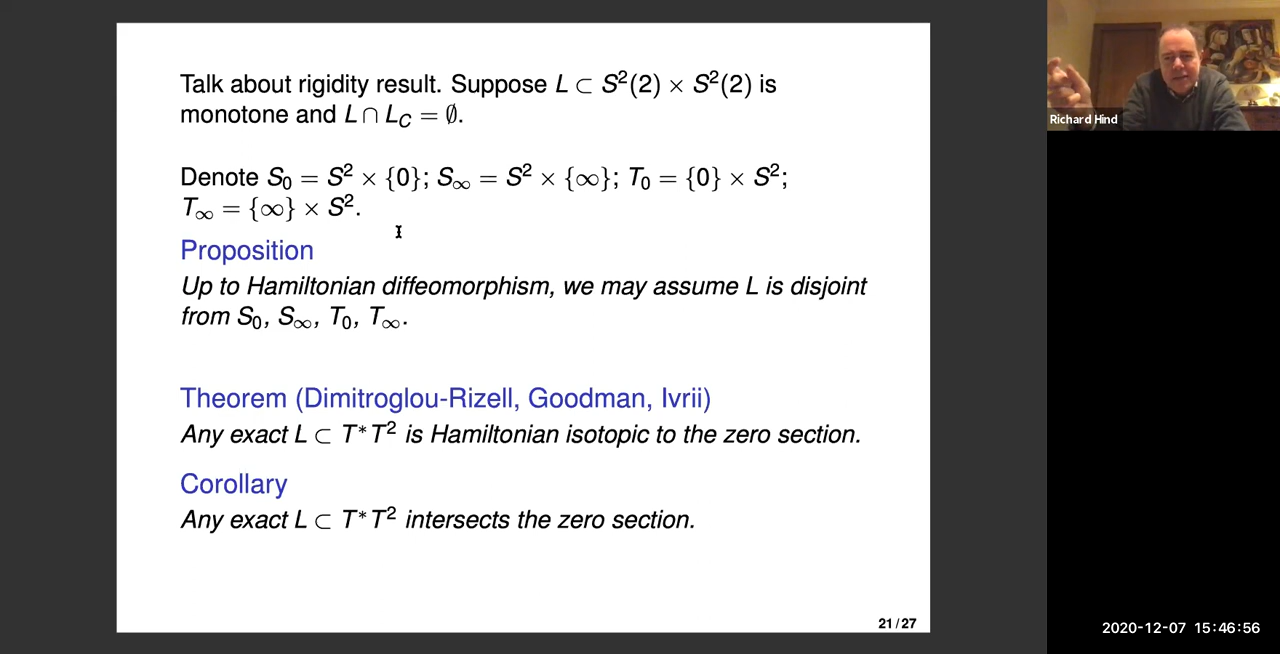 Talk about rigidity result. Suppose L ⊂ S²(2) × S²(2) is
monotone and L ∩ L_C = ∅.
Denote S₀ = S² × {0}; S_∞ = S² × {∞}; T₀ = {0} × S²;
T_∞ = {∞} × S².
Proposition
Up to Hamiltonian diffeomorphism, we may assume L is disjoint
from S₀, S_∞, T₀, T_∞.
Theorem (Dimitroglou-Rizell, Goodman, Ivrii)
Any exact L ⊂ T*T² is Hamiltonian isotopic to the zero section.
Corollary
Any exact L ⊂ T*T² intersects the zero section.
21/27
Richard Hind
2020-12-07 15:46:56